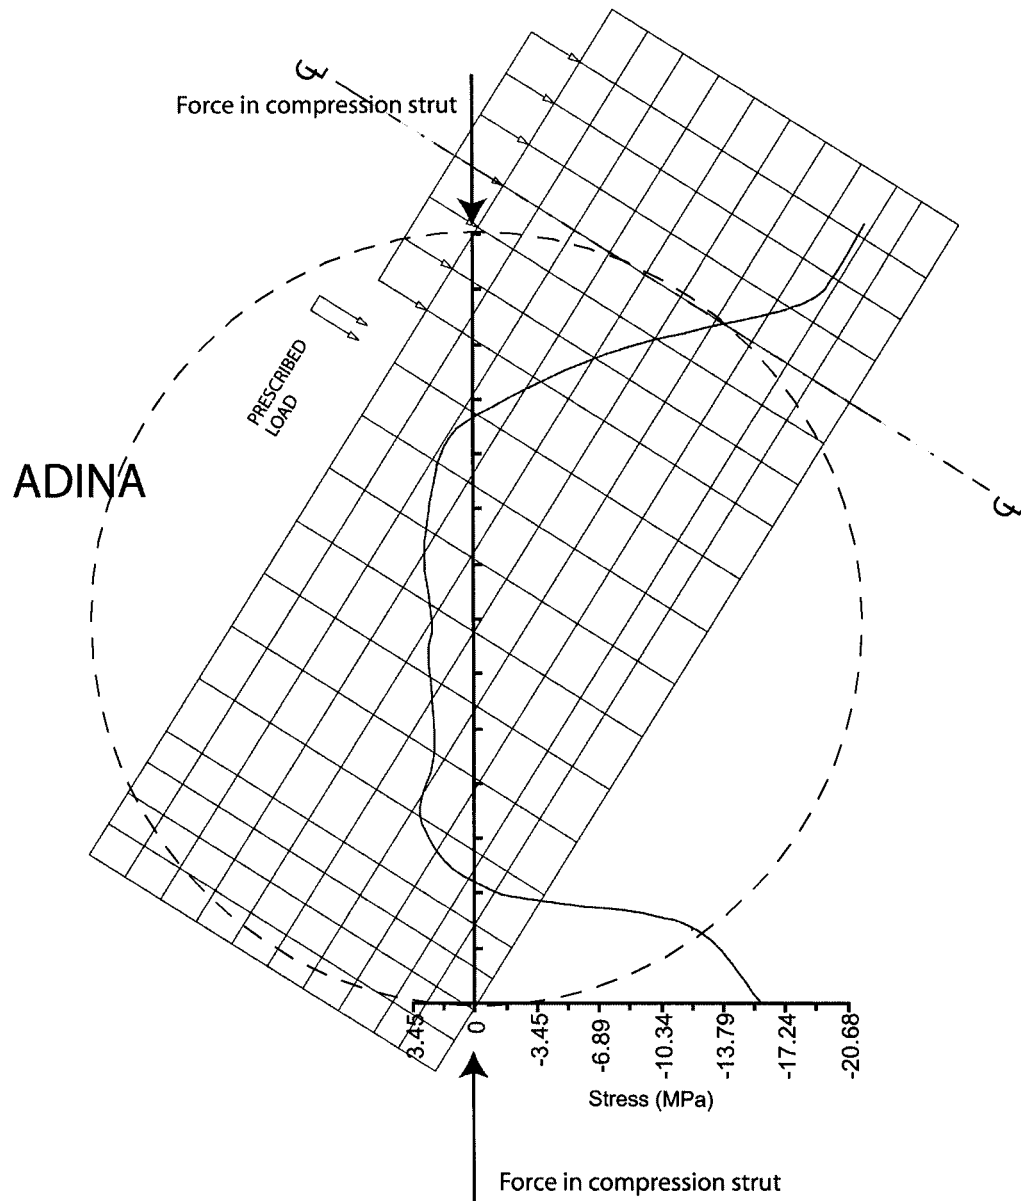 ℄
Force in compression strut
PRESCRIBED
LOAD
ADINA
℄
3.45
0
-3.45
-6.89
-10.34
-13.79
-17.24
-20.68
Stress (MPa)
Force in compression strut